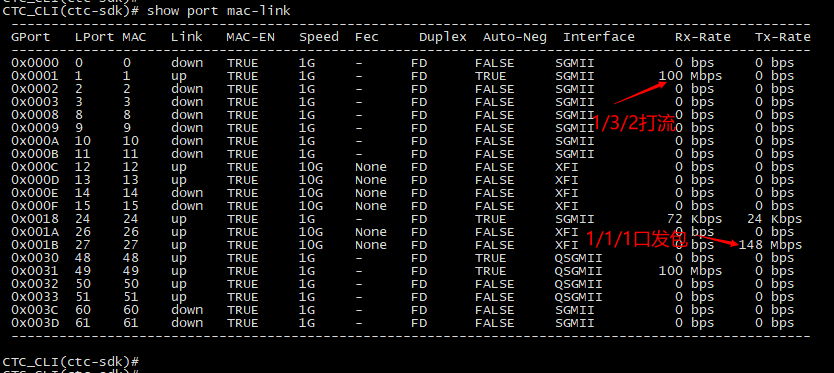 CTC_CLI(ctc-sdk)# show port mac-link
GPort LPort MAC Link MAC-EN Speed Fec Duplex Auto-Neg Interface Rx-Rate Tx-Rate
0x0000 0 0 down TRUE 1G - FD FALSE SGMII 0 bps 0 bps
0x0001 1 1 up TRUE 1G - FD TRUE SGMII 100 Mbps 0 bps
0x0002 2 2 down TRUE 1G - FD FALSE SGMII 0 bps 0 bps
0x0003 3 3 down TRUE 1G - FD FALSE SGMII 0 bps 0 bps
0x0008 8 8 down TRUE 1G - FD FALSE SGMII 0 bps 0 bps
1/3/2打流
0x0009 9 9 down TRUE 1G - FD FALSE SGMII 0 bps 0 bps
0x000A 10 10 down TRUE 1G - FD FALSE SGMII 0 bps 0 bps
0x000B 11 11 down TRUE 1G - FD FALSE SGMII 0 bps 0 bps
0x000C 12 12 up TRUE 10G None FD FALSE XFI 0 bps 0 bps
0x000D 13 13 up TRUE 10G None FD FALSE XFI 0 bps 0 bps
0x000E 14 14 down TRUE 10G None FD FALSE XFI 0 bps 0 bps
0x000F 15 15 down TRUE 10G None FD FALSE XFI 0 bps 0 bps
0x0018 24 24 up TRUE 1G - FD TRUE SGMII 72 Kbps 24 Kbps
0x001A 26 26 up TRUE 10G None FD FALSE XFI 0 bps 0 bps
1/1/1口发包
0x001B 27 27 up TRUE 10G None FD FALSE XFI 0 bps 148 Mbps
0x0030 48 48 up TRUE 1G - FD TRUE QSGMII 0 bps 0 bps
0x0031 49 49 up TRUE 1G - FD TRUE QSGMII 100 Mbps 0 bps
0x0032 50 50 up TRUE 1G - FD FALSE QSGMII 0 bps 0 bps
0x0033 51 51 up TRUE 1G - FD FALSE QSGMII 0 bps 0 bps
0x003C 60 60 down TRUE 1G - FD FALSE SGMII 0 bps 0 bps
0x003D 61 61 down TRUE 1G - FD FALSE SGMII 0 bps 0 bps
CTC_CLI(ctc-sdk)#
CTC_CLI(ctc-sdk)#